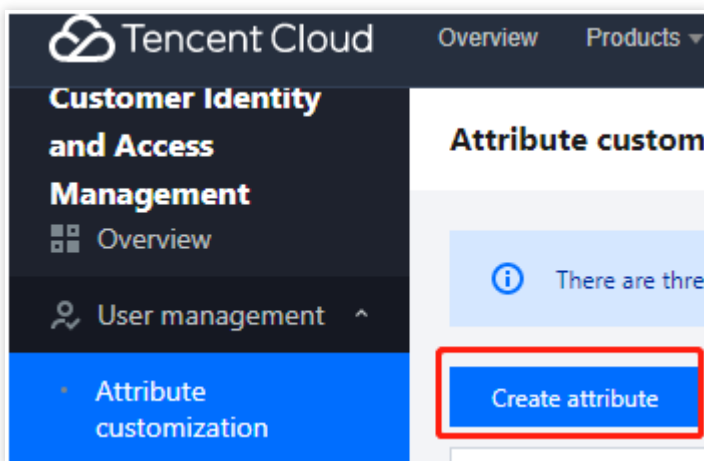 Tencent Cloud
Overview
Products
Customer Identity
and Access
Management
Overview
User management
Attribute
customization
Attribute custom
There are thre
Create attribute